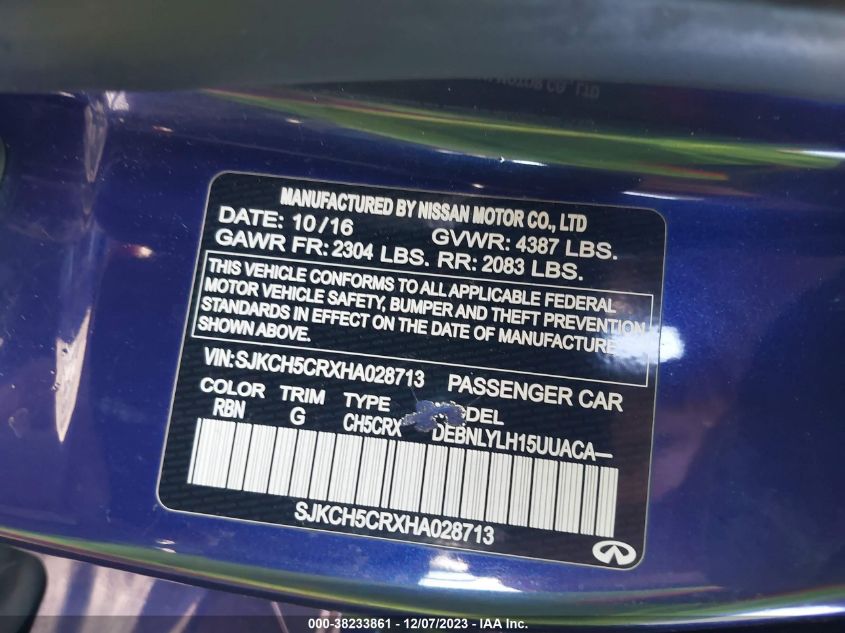 MANUFACTURED BY NISSAN MOTOR CO., LTD
DATE: 10/16 GVWR: 4387 LBS.
GAWR FR: 2304 LBS. RR: 2083 LBS.
THIS VEHICLE CONFORMS TO ALL APPLICABLE FEDERAL
MOTOR VEHICLE SAFETY, BUMPER AND THEFT PREVENTION
STANDARDS IN EFFECT ON THE DATE OF MANUFACTURE
SHOWN ABOVE.
VIN:SJKCH5CRXHA028713 PASSENGER CAR
COLOR TRIM TYPE
RBN G CH5CRX DEBNLYLH15UUACA—
SJKCH5CRXHA028713
000-38233861 - 12/07/2023 - IAA Inc.